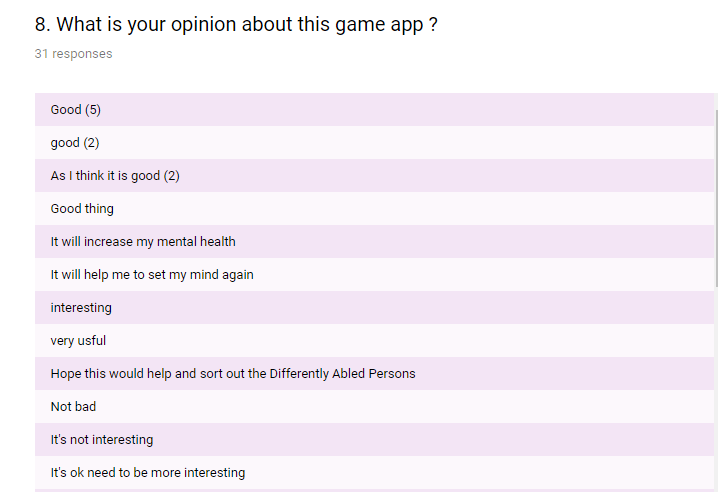 8. What is your opinion about this game app ?
31 responses
Good (5)
good (2)
As I think it is good (2)
Good thing
It will increase my mental health
It will help me to set my mind again
interesting
very usful
Hope this would help and sort out the Differently Abled Persons
Not bad
It's not interesting
It's ok need to be more interesting